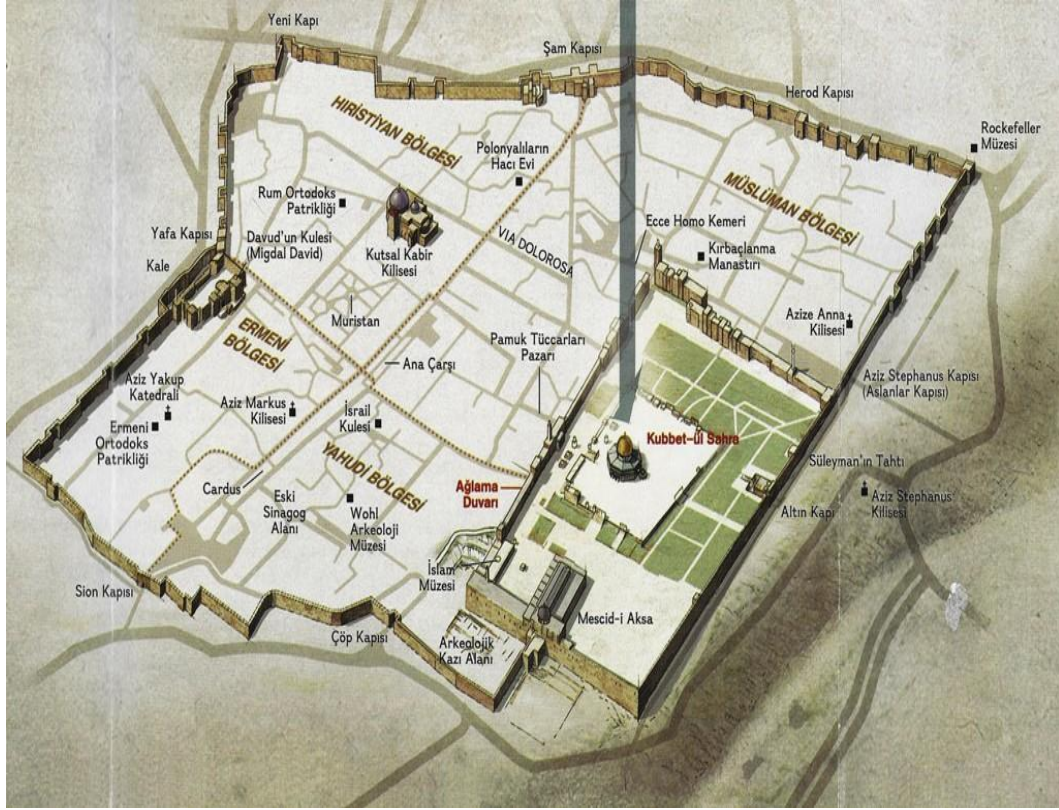 Yeni Kapı
Şam Kapısı
Herod Kapısı
Rockefeller
Müzesi
HIRİSTİYAN BÖLGESİ
Polonyalıların
Hacı Evi
MÜSLÜMAN BÖLGESİ
Rum Ortodoks
Patrikliği
Ecce Homo Kemeri
Yafa Kapısı
Davud'un Kulesi
(Migdal David)
VIA DOLOROSA
Kırbaçlanma
Manastırı
Kale
Kutsal Kabir
Kilisesi
Muristan
Azize Anna
Kilisesi
ERMENİ
BÖLGESİ
Pamuk Tüccarları
Pazarı
Ana Çarşı
Aziz Yakup
Katedrali
Aziz Stephanus Kapısı
(Aslanlar Kapısı)
Aziz Markus
Kilisesi
İsrail
Kulesi
Ermeni
Ortodoks
Patrikliği
Kubbet-ül Sahra
YAHUDİ BÖLGESİ
Süleyman'ın Tahtı
Cardus
Ağlama
Duvarı
Eski
Sinagog
Alanı
Wohl
Arkeoloji
Müzesi
Altın Kapı
Aziz Stephanus
Kilisesi
İslam
Müzesi
Sion Kapısı
Mescid-i Aksa
Çöp Kapısı
Arkeolojik
Kazı Alanı